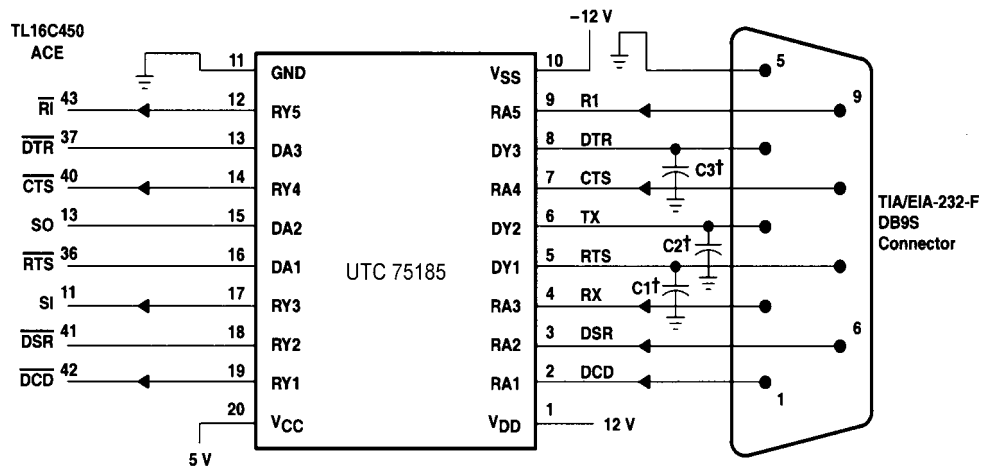 TL16C450
ACE
−12 V
11 GND VSS 10 5
RI 43 12 RY5 RA5 9 R1 9
DTR 37 13 DA3 DY3 8 DTR
C3†
CTS 40 14 RY4 RA4 7 CTS
TIA/EIA-232-F
DB9S
Connector
SO 13 15 DA2 DY2 6 TX
C2†
RTS 36 16 DA1 DY1 5 RTS
UTC 75185
C1†
SI 11 17 RY3 RA3 4 RX
DSR 41 18 RY2 RA2 3 DSR 6
DCD 42 19 RY1 RA1 2 DCD 1
20 VCC VDD 1 12 V
5 V